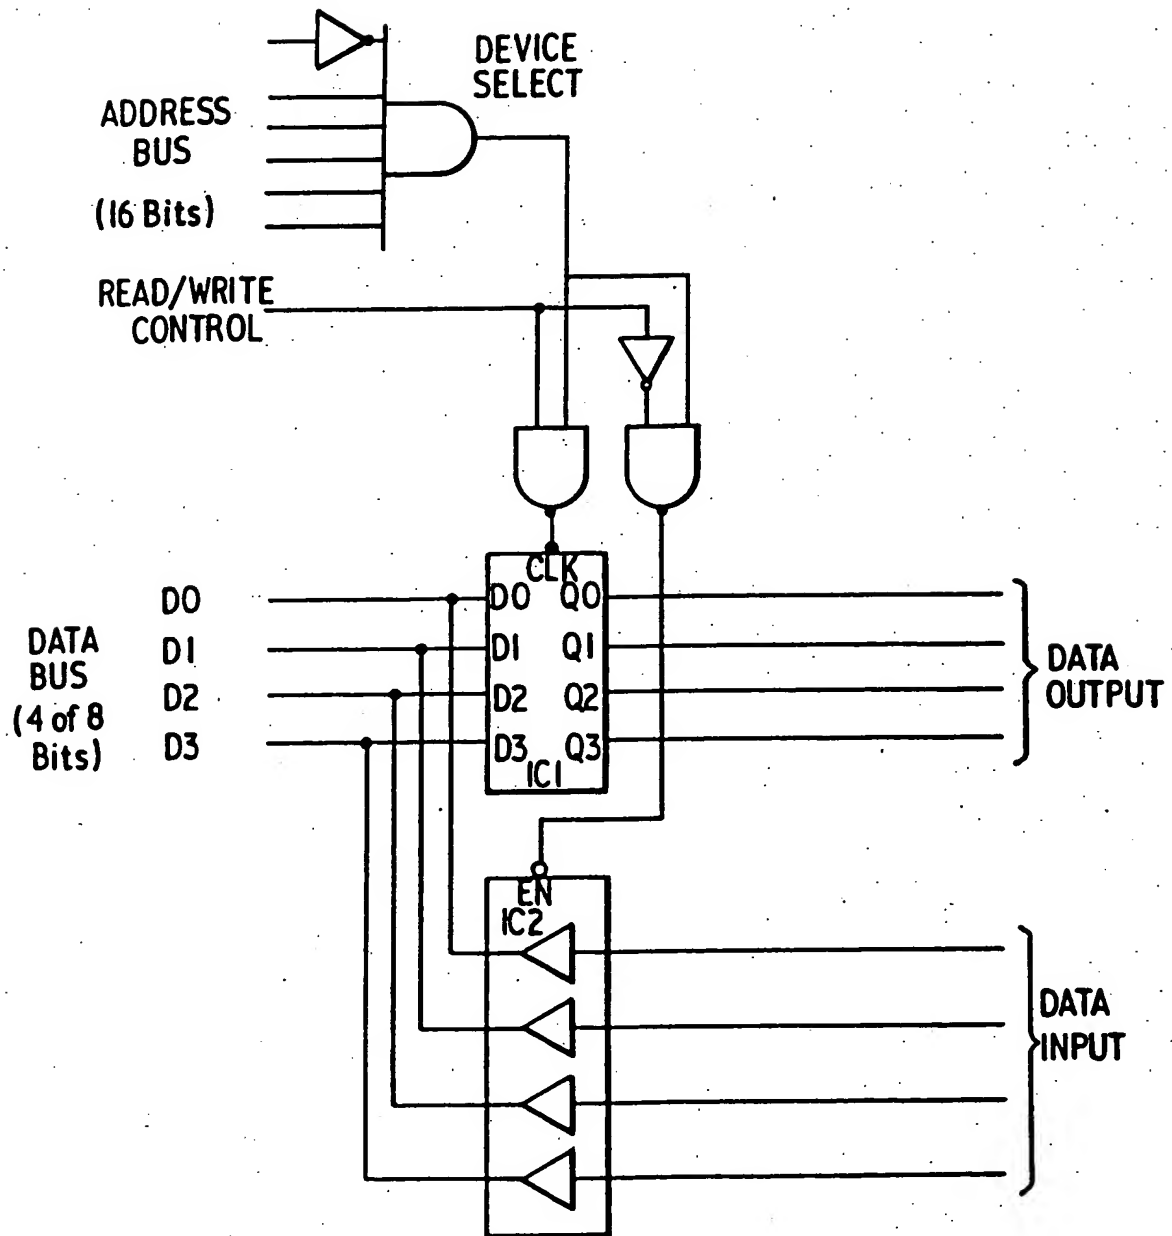 DEVICE
SELECT
ADDRESS
BUS
(16 Bits)
READ/WRITE
CONTROL
CLK
D0
D0
Q0
D1
D1
Q1
D2
D2
Q2
D3
D3
Q3
IC1
DATA
BUS
(4 of 8
Bits)
DATA
OUTPUT
EN
IC2
DATA
INPUT